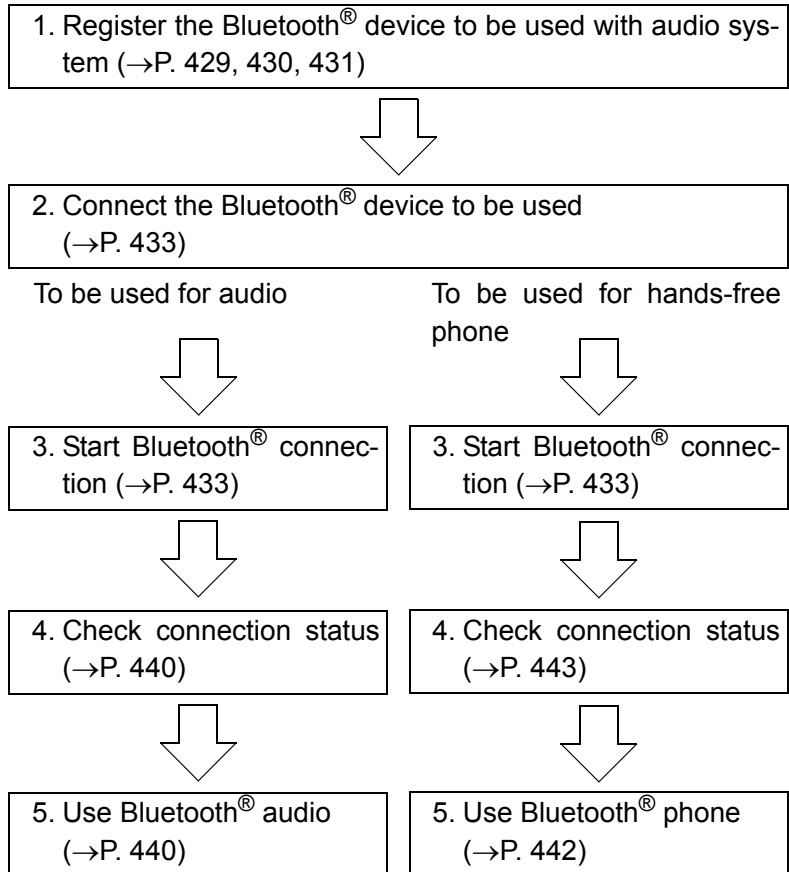 1. Register the Bluetooth® device to be used with audio sys-
tem (→P. 429, 430, 431)
2. Connect the Bluetooth® device to be used
(→P. 433)
To be used for audio
To be used for hands-free
phone
3. Start Bluetooth® connec-
tion (→P. 433)
3. Start Bluetooth® connec-
tion (→P. 433)
4. Check connection status
(→P. 440)
4. Check connection status
(→P. 443)
5. Use Bluetooth® audio
(→P. 440)
5. Use Bluetooth® phone
(→P. 442)